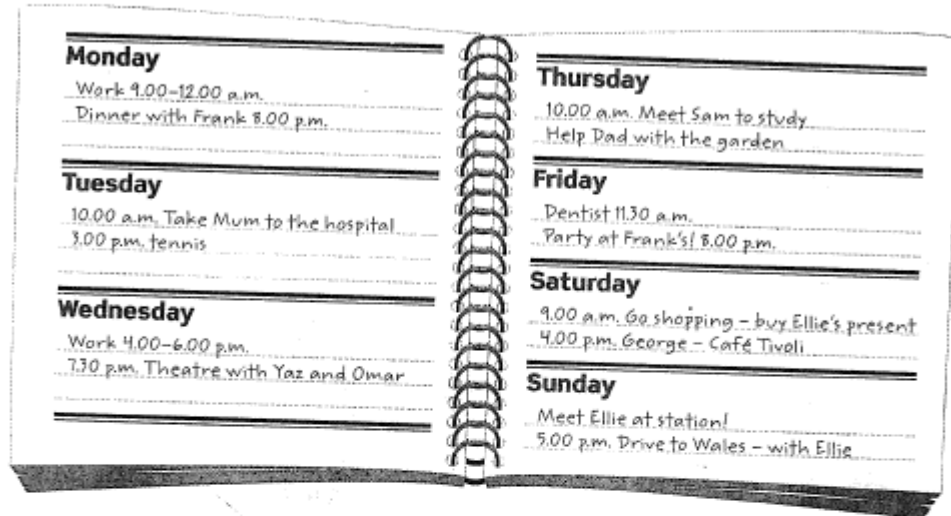 Monday
Work 9.00-12.00 a.m.
Dinner with Frank 8.00 p.m.
Tuesday
10.00 a.m. Take Mum to the hospital
3.00 p.m. tennis
Wednesday
Work 4.00-6.00 p.m.
7.30 p.m. Theatre with Yaz and Omar
Thursday
10.00 a.m. Meet Sam to study
Help Dad with the garden
Friday
Dentist 11.30 a.m.
Party at Frank's! 8.00 p.m.
Saturday
9.00 a.m. Go shopping - buy Ellie's present
4.00 p.m. George - Café Tivoli
Sunday
Meet Ellie at station!
5.00 p.m. Drive to Wales - with Ellie